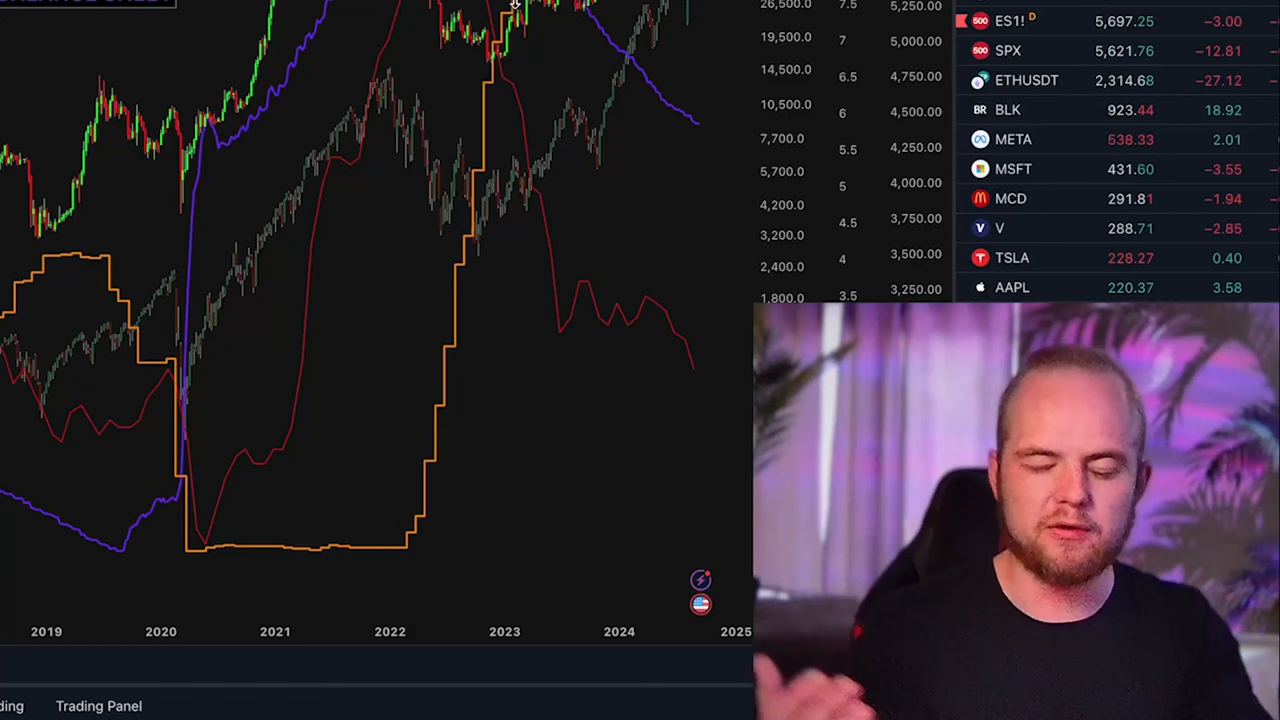 BALANCE SHEET
26,500.0 7.5 5,250.00
19,500.0 7 5,000.00
14,500.0 6.5 4,750.00
10,500.0 6 4,500.00
7,700.0 5.5 4,250.00
5,700.0 5 4,000.00
4,200.0 4.5 3,750.00
3,200.0 4 3,500.00
2,400.0 3.5 3,250.00
1,800.0
500 ES1! D 5,697.25 −3.00
500 SPX 5,621.76 −12.81
ETHUSDT 2,314.68 −27.12
BR BLK 923.44 18.92
META 538.33 2.01
MSFT 431.60 −3.55
MCD 291.81 −1.94
V V 288.71 −2.85
TSLA 228.27 0.40
AAPL 220.37 3.58
2019 2020 2021 2022 2023 2024 2025
ding Trading Panel